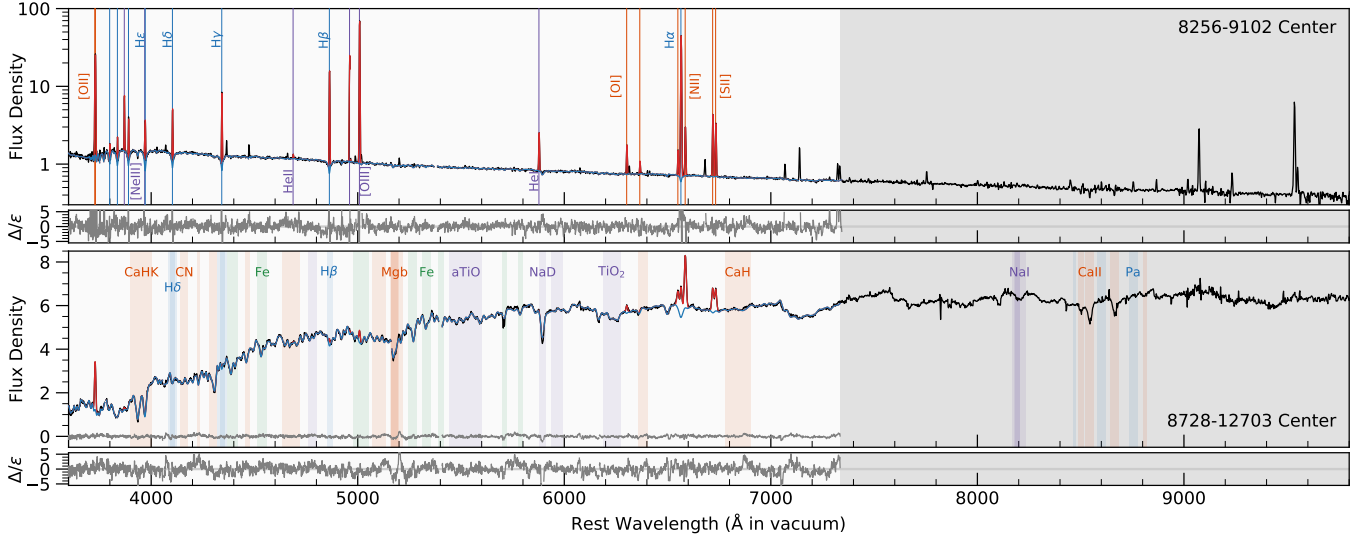 100
10
1
Flux Density
[OII]
Hε
Hδ
Hγ
Hβ
Hα
[NeIII]
HeII
[OIII]
HeI
[OI]
[NII]
[SII]
8256-9102 Center
5
−5
Δ/ε
8
6
4
2
0
Flux Density
CaHK
Hδ
CN
Fe
Hβ
Mgb
Fe
aTiO
NaD
TiO₂
CaH
NaI
CaII
Pa
8728-12703 Center
5
−5
Δ/ε
4000 5000 6000 7000 8000 9000
Rest Wavelength (Å in vacuum)